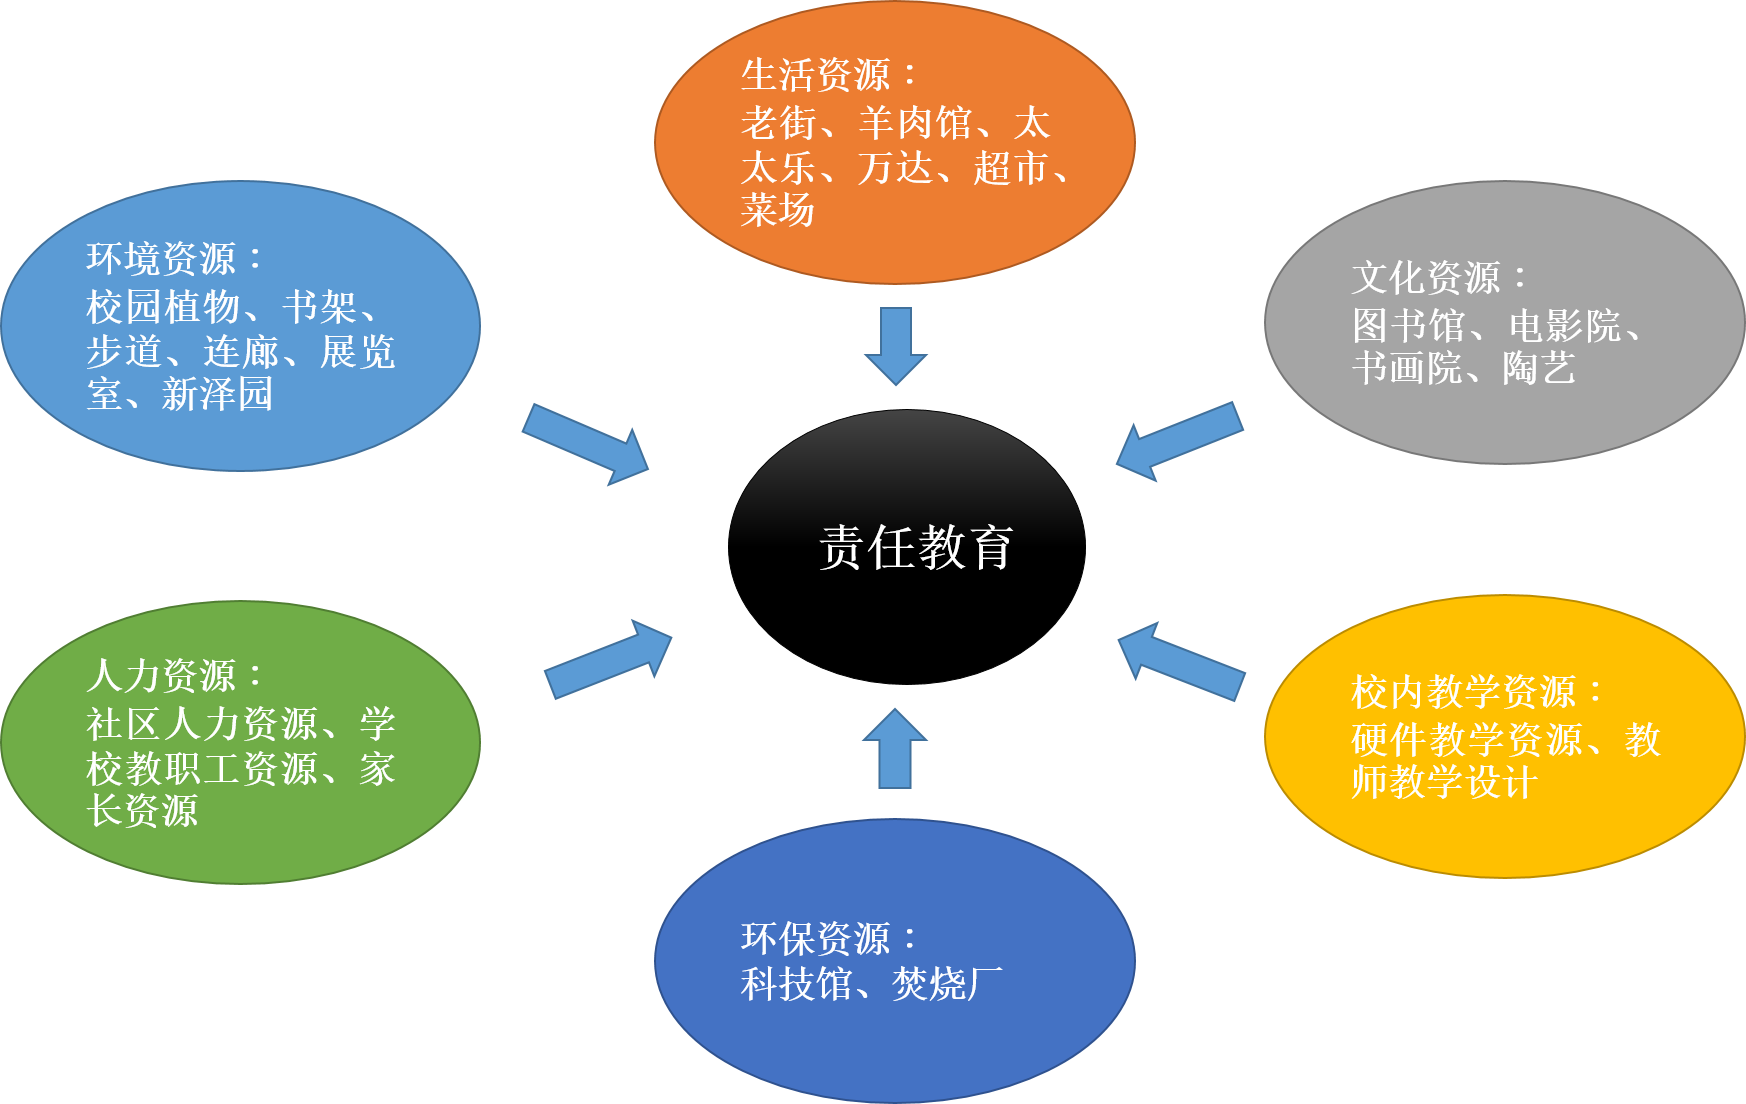 生活资源：
老街、羊肉馆、太
太乐、万达、超市、
菜场
环境资源：
校园植物、书架、
步道、连廊、展览
室、新泽园
文化资源：
图书馆、电影院、
书画院、陶艺
责任教育
人力资源：
社区人力资源、学
校教职工资源、家
长资源
校内教学资源：
硬件教学资源、教
师教学设计
环保资源：
科技馆、焚烧厂